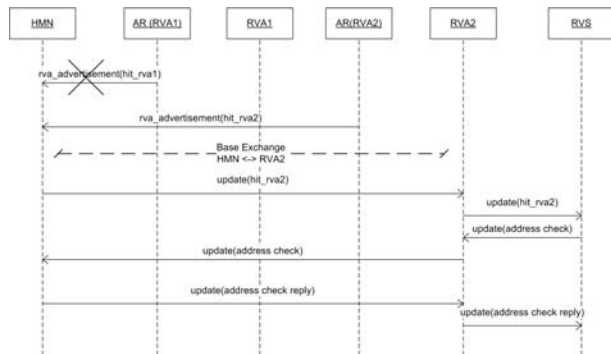 HMN
AR (RVA1)
RVA1
AR(RVA2)
RVA2
RVS
rva_advertisement(hit_rva1)
rva_advertisement(hit_rva2)
Base Exchange
HMN <-> RVA2
update(hit_rva2)
update(hit_rva2)
update(address check)
update(address check)
update(address check reply)
update(address check reply)